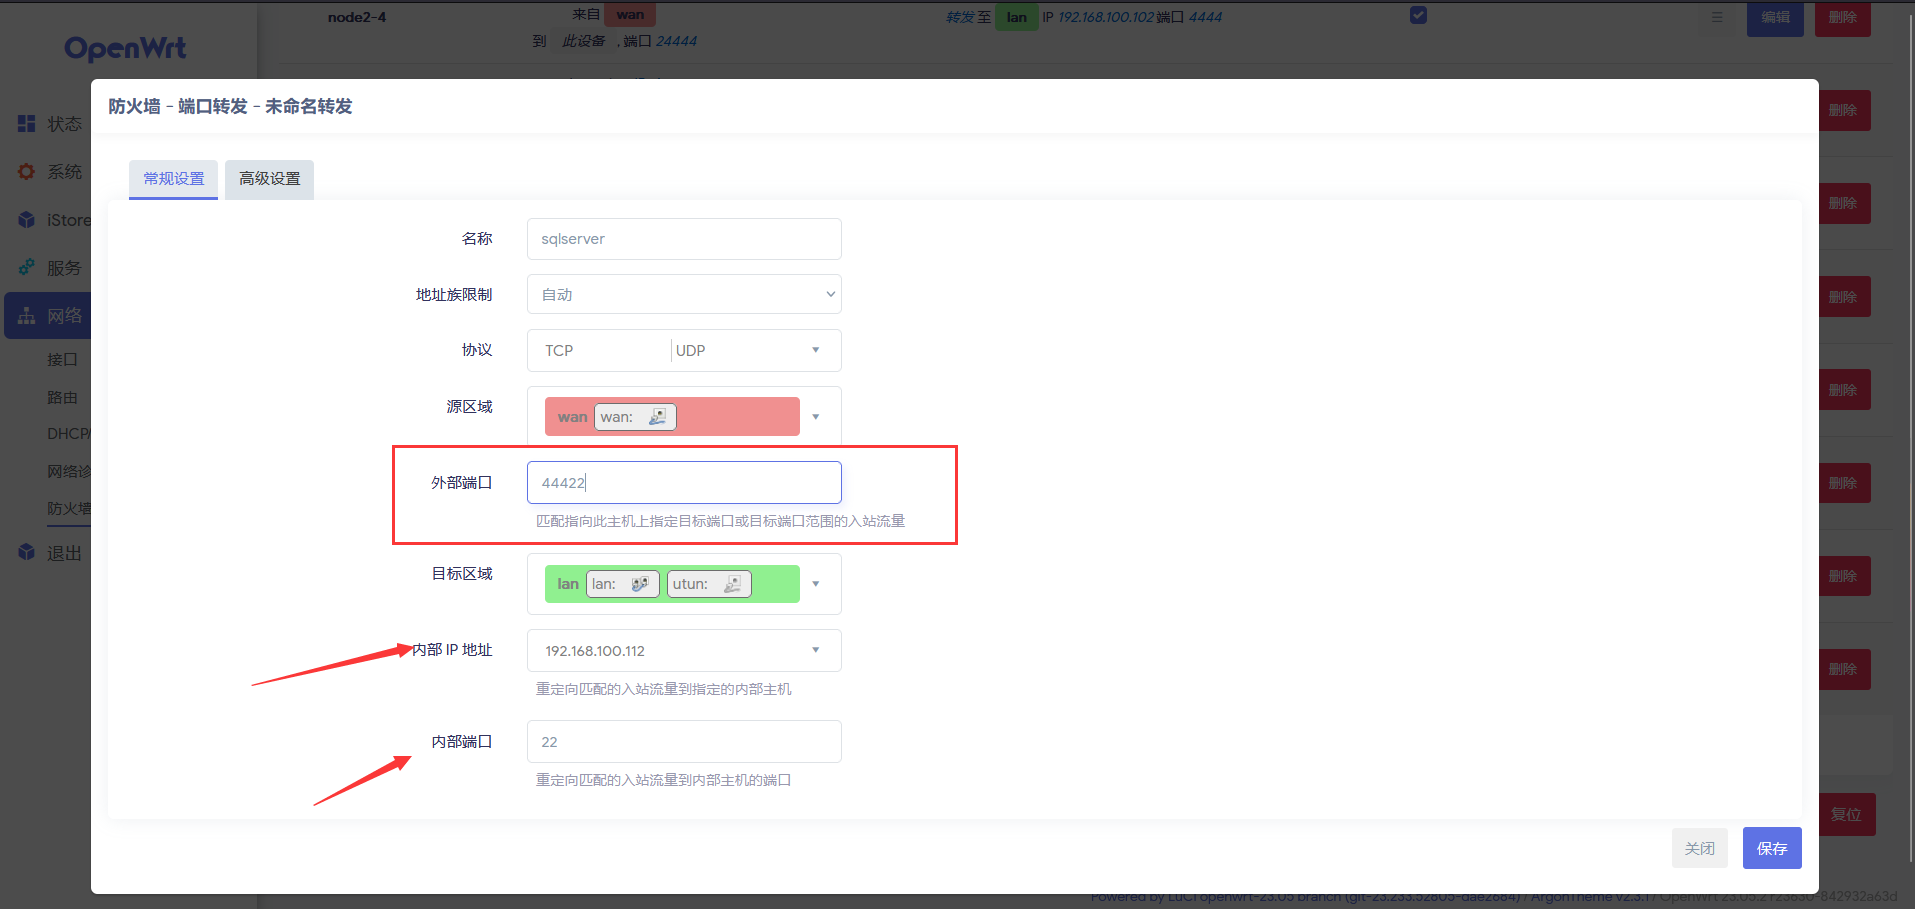 node2-4
来自 wan
转发 至 lan IP 192.168.100.102 端口 4444
编辑
删除
到 此设备 , 端口 24444
OpenWrt
防火墙 - 端口转发 - 未命名转发
删除
状态
系统
iStore
服务
网络
接口
路由
DHCP/
网络诊
防火墙
退出
常规设置
高级设置
名称
sqlserver
地址族限制
自动
协议
TCP
UDP
源区域
wan wan:
外部端口
44422
匹配指向此主机上指定目标端口或目标端口范围的入站流量
目标区域
lan lan: utun:
内部 IP 地址
192.168.100.112
重定向匹配的入站流量到指定的内部主机
内部端口
22
重定向匹配的入站流量到内部主机的端口
删除
删除
删除
删除
删除
删除
复位
关闭
保存
Powered by LuCI openwrt-23.05 branch (git-23.233.52805-dae2684) / ArgonTheme v2.3.1 / OpenWrt
842932a63d